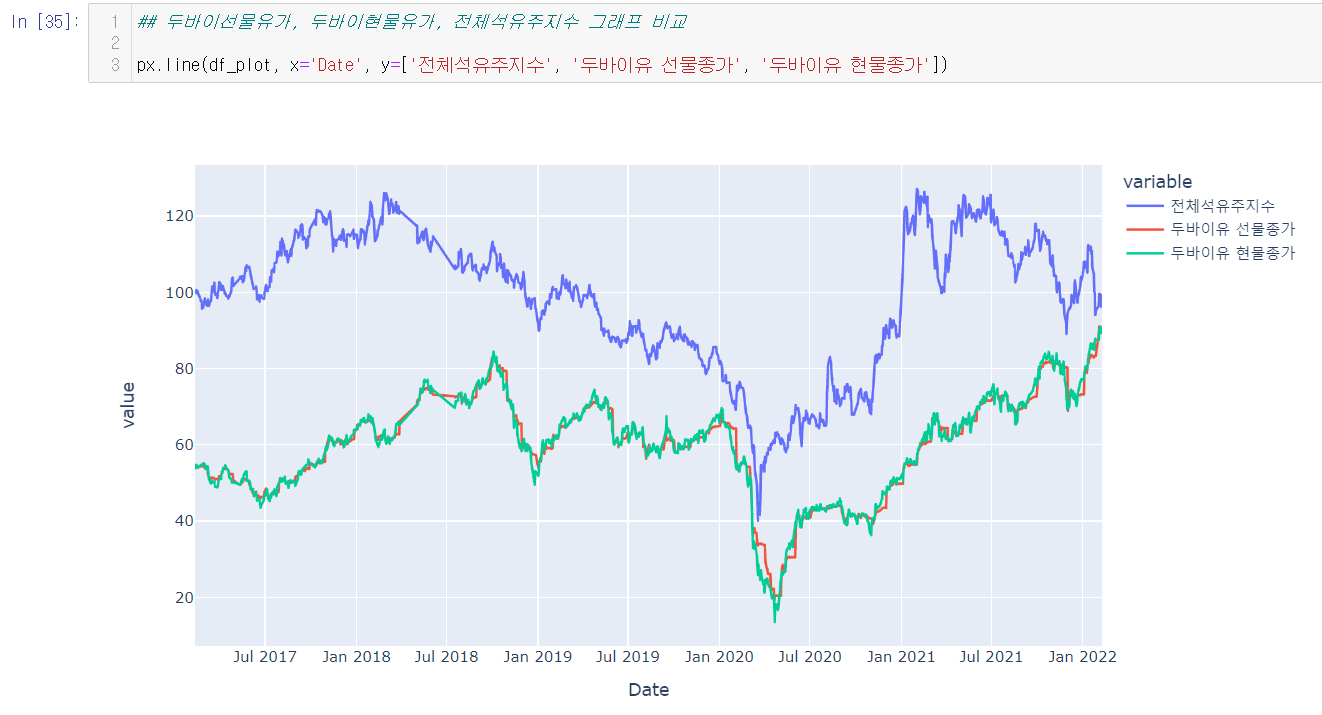 In [35]:
1 ## 두바이선물유가, 두바이현물유가, 전체석유주지수 그래프 비교
2
3 px.line(df_plot, x='Date', y=['전체석유주지수', '두바이유 선물종가', '두바이유 현물종가'])
variable
전체석유주지수
두바이유 선물종가
두바이유 현물종가
120
100
80
60
40
20
value
Jul 2017 Jan 2018 Jul 2018 Jan 2019 Jul 2019 Jan 2020 Jul 2020 Jan 2021 Jul 2021 Jan 2022
Date